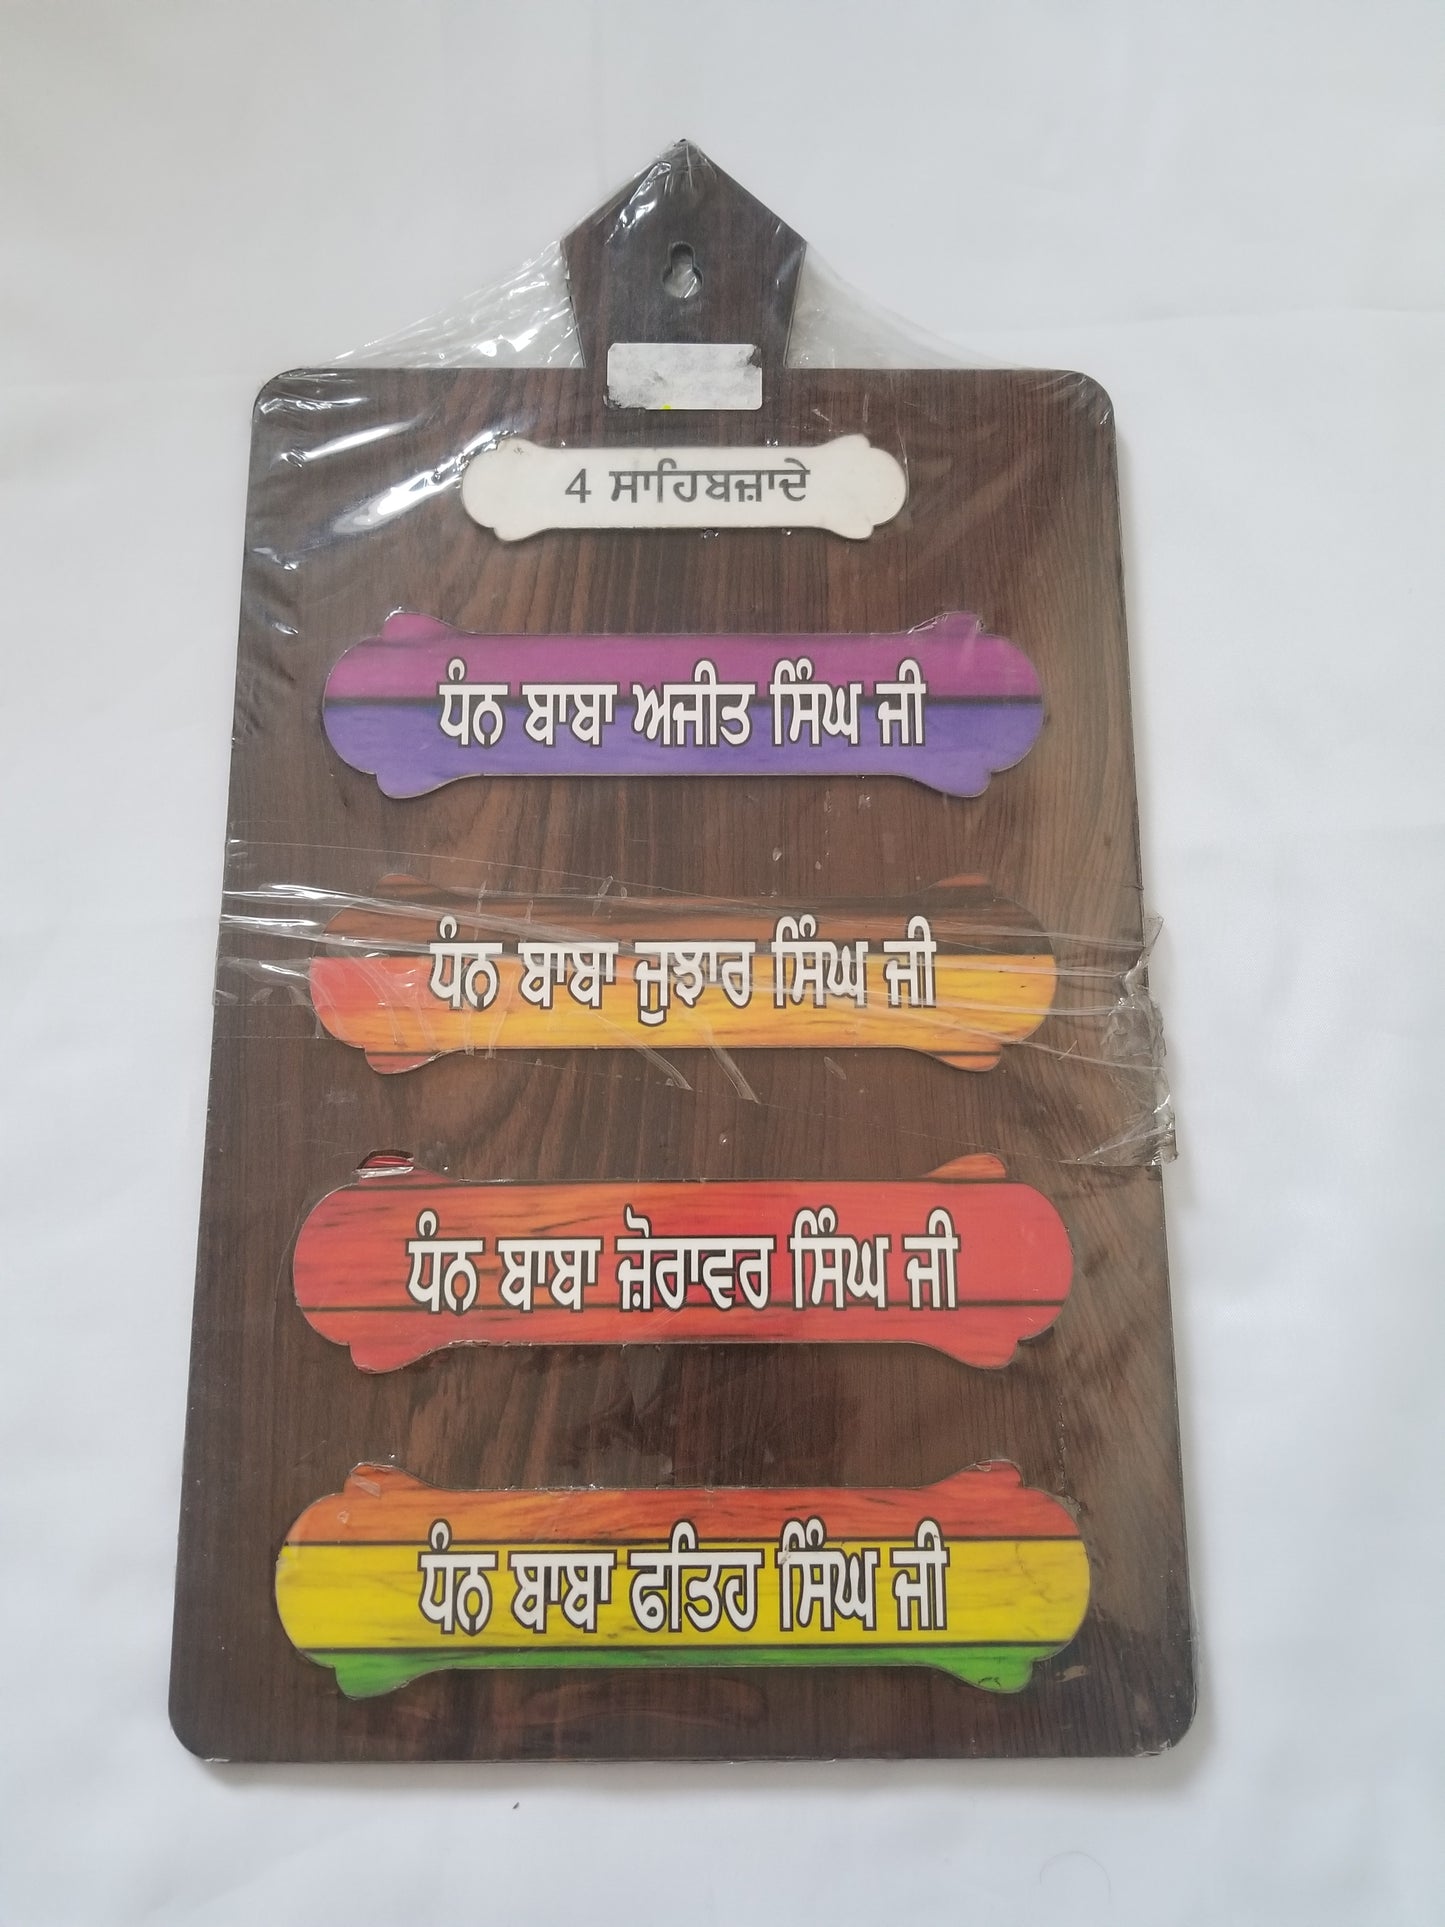 4 ਸਾਹਿਬਜ਼ਾਦੇ
ਧੰਨ ਬਾਬਾ ਅਜੀਤ ਸਿੰਘ ਜੀ
ਧੰਨ ਬਾਬਾ ਜੁਝਾਰ ਸਿੰਘ ਜੀ
ਧੰਨ ਬਾਬਾ ਜ਼ੋਰਾਵਰ ਸਿੰਘ ਜੀ
ਧੰਨ ਬਾਬਾ ਫਤਿਹ ਸਿੰਘ ਜੀ